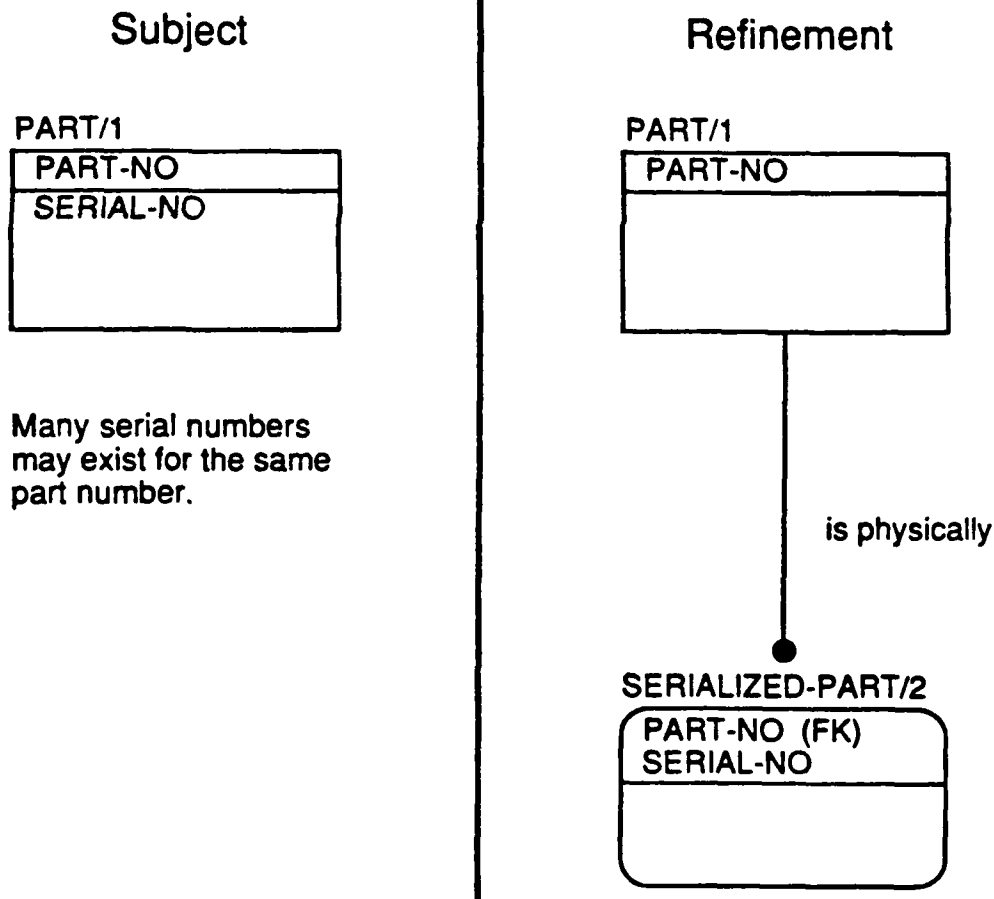 Subject
PART/1
PART-NO
SERIAL-NO
Many serial numbers
may exist for the same
part number.
Refinement
PART/1
PART-NO
is physically
SERIALIZED-PART/2
PART-NO (FK)
SERIAL-NO